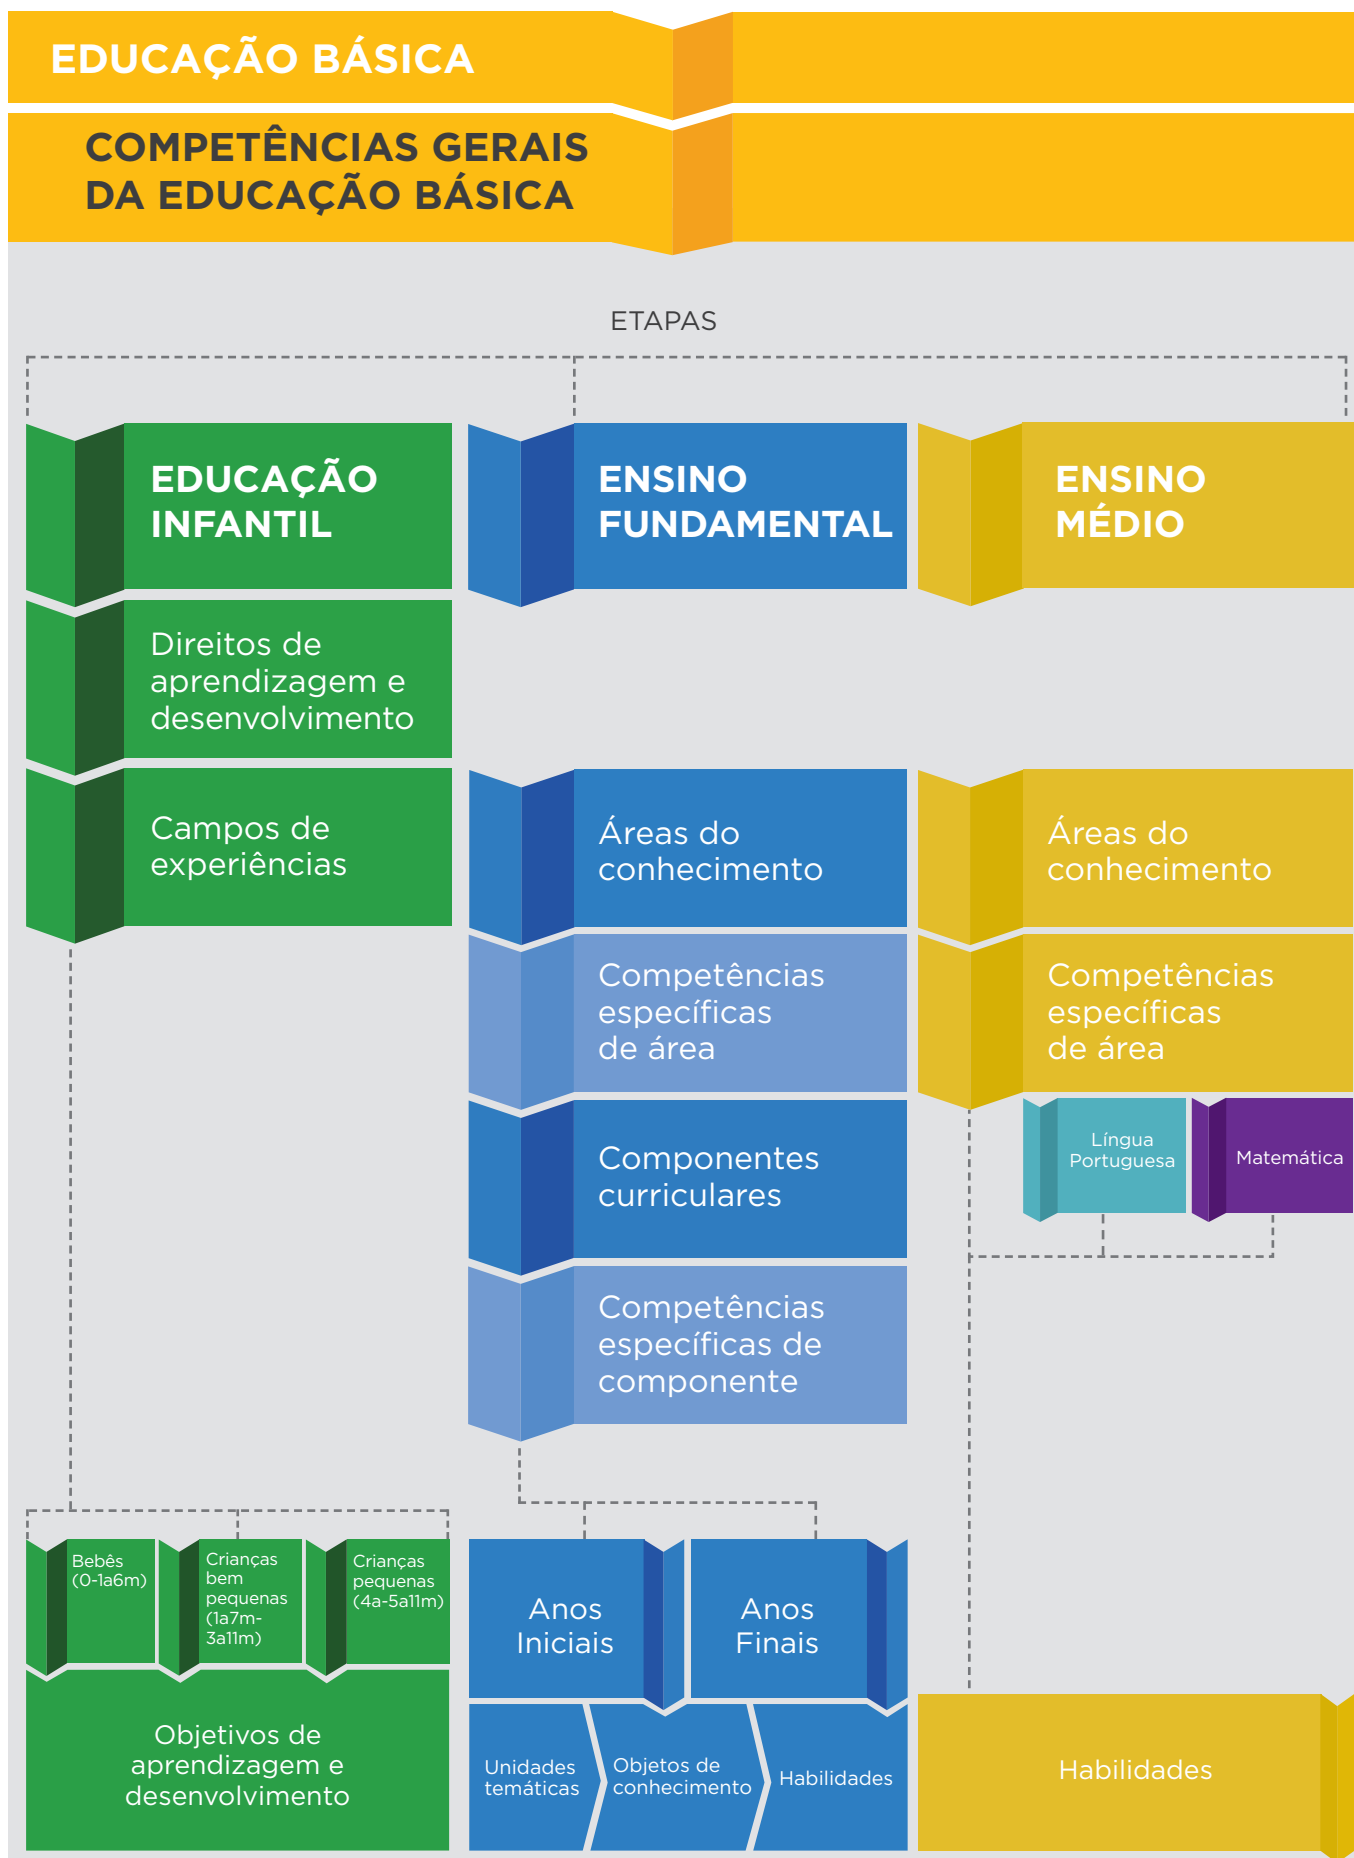 EDUCAÇÃO BÁSICA
COMPETÊNCIAS GERAIS
DA EDUCAÇÃO BÁSICA
ETAPAS
EDUCAÇÃO
INFANTIL
Direitos de
aprendizagem e
desenvolvimento
Campos de
experiências
Bebês
(0-1a6m)
Crianças
bem
pequenas
(1a7m-
3a11m)
Crianças
pequenas
(4a-5a11m)
Objetivos de
aprendizagem e
desenvolvimento
ENSINO
FUNDAMENTAL
Áreas do
conhecimento
Competências
específicas
de área
Componentes
curriculares
Competências
específicas de
componente
Anos
Iniciais
Anos
Finais
Unidades
temáticas
Objetos de
conhecimento
Habilidades
ENSINO
MÉDIO
Áreas do
conhecimento
Competências
específicas
de área
Língua
Portuguesa
Matemática
Habilidades